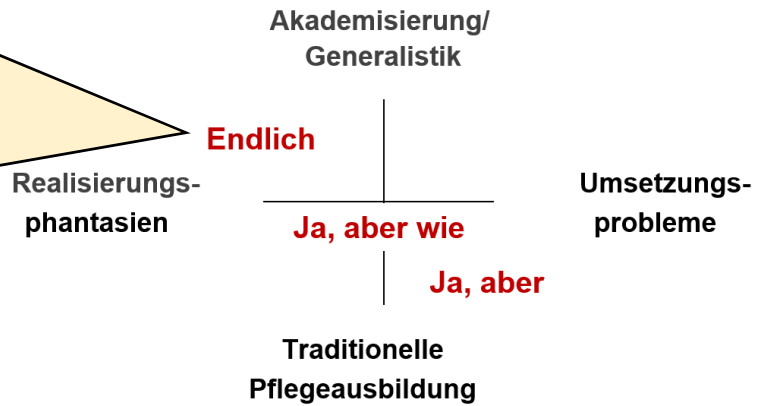 Akademisierung/
Generalistik
Endlich
Realisierungs-
phantasien
Umsetzungs-
probleme
Ja, aber wie
Ja, aber
Traditionelle
Pflegeausbildung